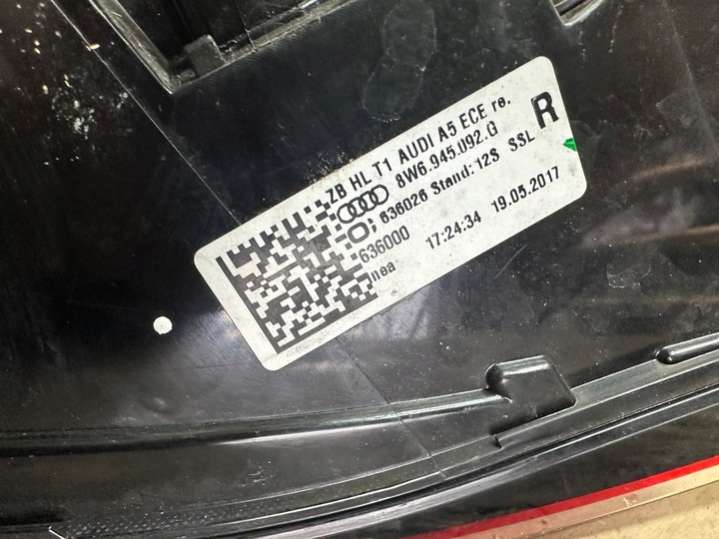 ZB HL T1 AUDI A5 ECE re.
8W6.945.092.G
636026 Stand:12S SSL
636000 17:24:34 19.05.2017
R